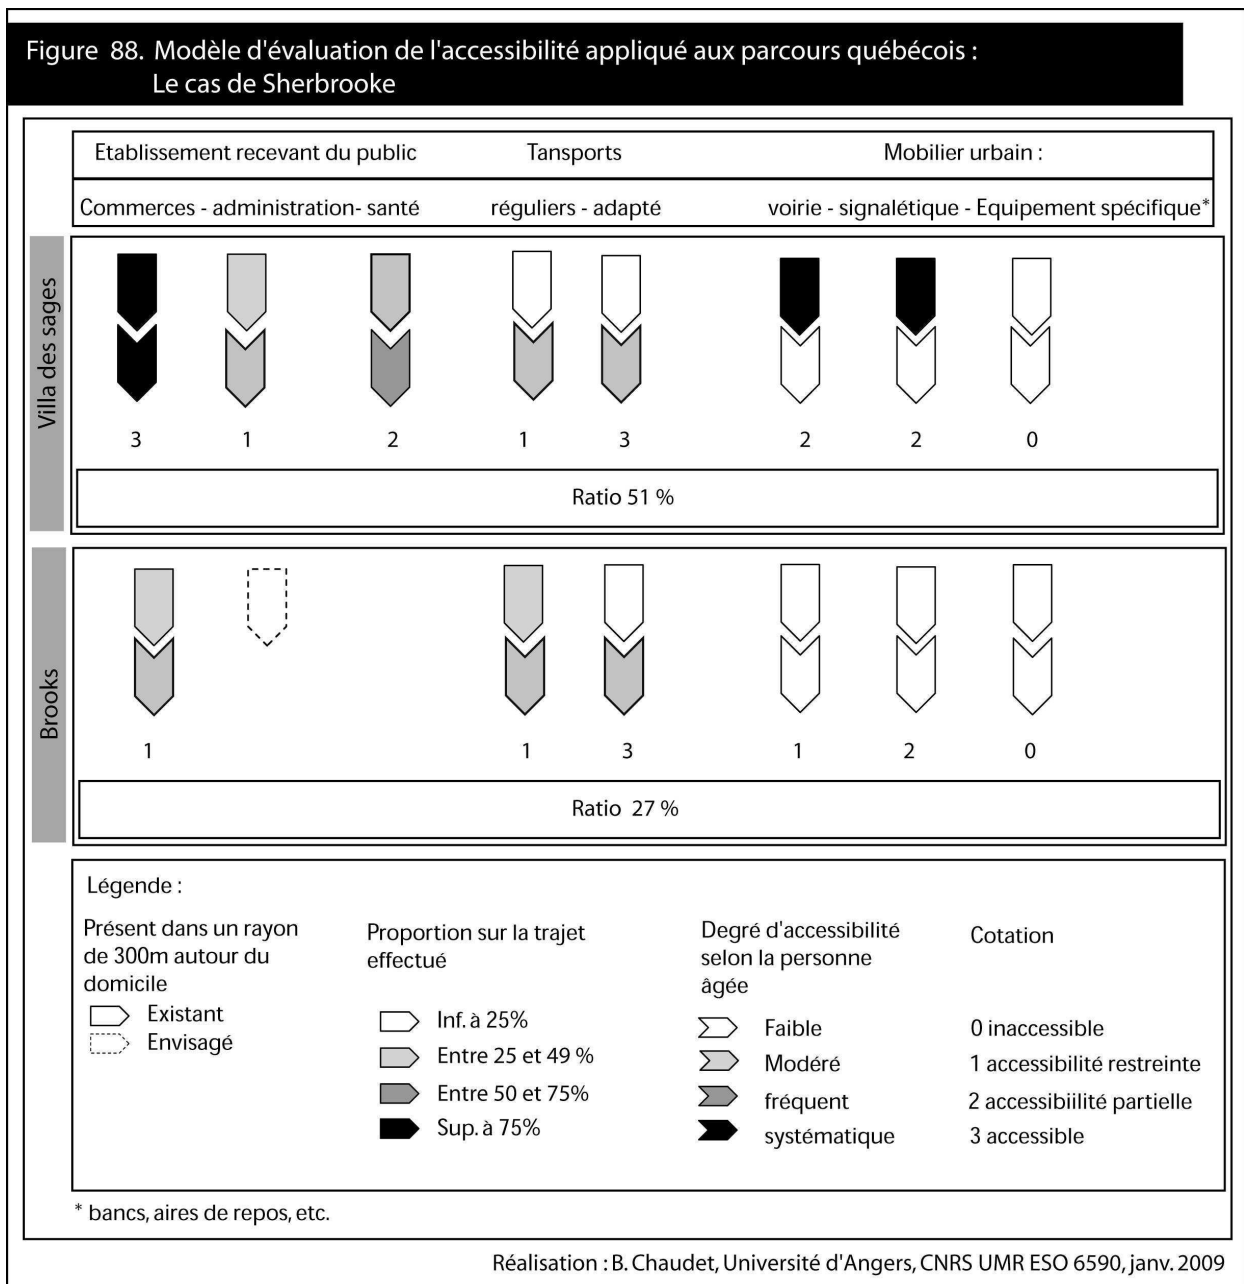 Figure 88. Modèle d'évaluation de l'accessibilité appliqué aux parcours québécois :
Le cas de Sherbrooke
Etablissement recevant du public Tansports Mobilier urbain :
Commerces - administration- santé réguliers - adapté voirie - signalétique - Equipement spécifique*
Villa des sages
3 1 2 1 3 2 2 0
Ratio 51 %
Brooks
1 1 3 1 2 0
Ratio 27 %
Légende :
Présent dans un rayon
de 300m autour du
domicile
Existant
Envisagé
Proportion sur la trajet
effectué
Inf. à 25%
Entre 25 et 49 %
Entre 50 et 75%
Sup. à 75%
Degré d'accessibilité
selon la personne
âgée
Faible
Modéré
fréquent
systématique
Cotation
0 inaccessible
1 accessibilité restreinte
2 accessibiilité partielle
3 accessible
* bancs, aires de repos, etc.
Réalisation : B. Chaudet, Université d'Angers, CNRS UMR ESO 6590, janv. 2009